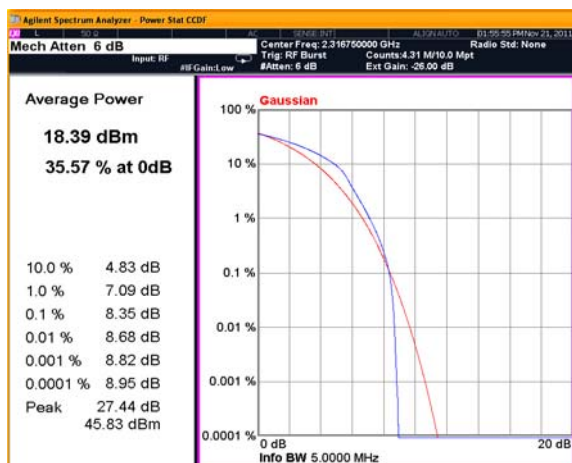 Agilent Spectrum Analyzer - Power Stat CCDF
L 50 Ω AC SENSE:INT ALIGN AUTO 01:55:55 PM Nov 21, 2011
Mech Atten 6 dB
Center Freq: 2.316750000 GHz Radio Std: None
Input: RF Trig: RF Burst Counts:4.31 M/10.0 Mpt
#IFGain:Low #Atten: 6 dB Ext Gain: -26.00 dB
Average Power
18.39 dBm
35.57 % at 0dB
10.0 % 4.83 dB
1.0 % 7.09 dB
0.1 % 8.35 dB
0.01 % 8.68 dB
0.001 % 8.82 dB
0.0001 % 8.95 dB
Peak 27.44 dB
45.83 dBm
Gaussian
100 %
10 %
1 %
0.1 %
0.01 %
0.001 %
0.0001 %
0 dB 20 dB
Info BW 5.0000 MHz